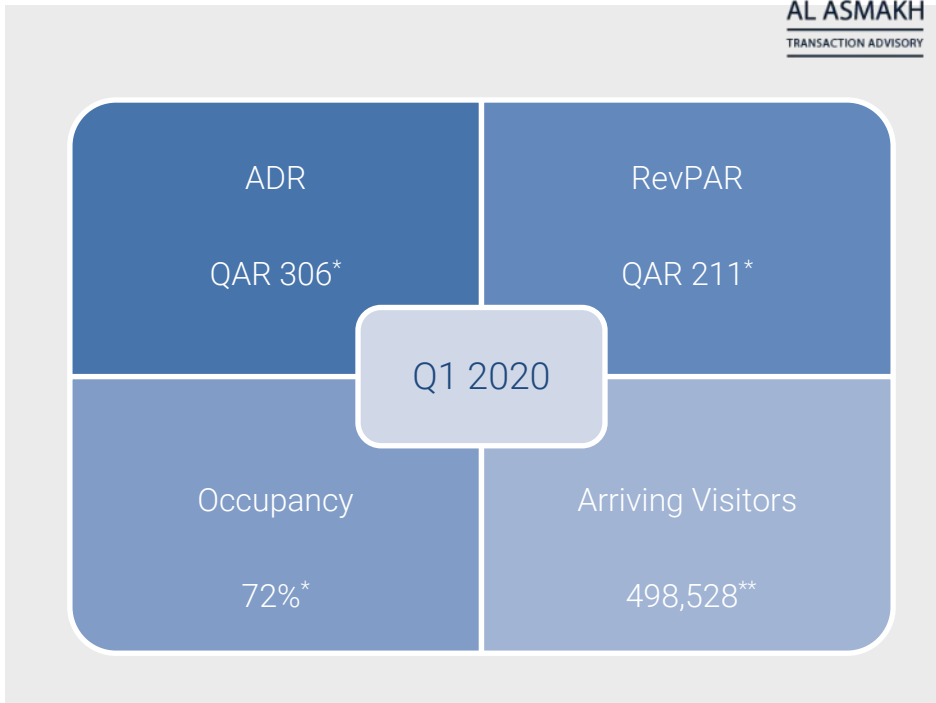 AL ASMAKH
TRANSACTION ADVISORY
ADR
QAR 306*
RevPAR
QAR 211*
Q1 2020
Occupancy
72%*
Arriving Visitors
498,528**